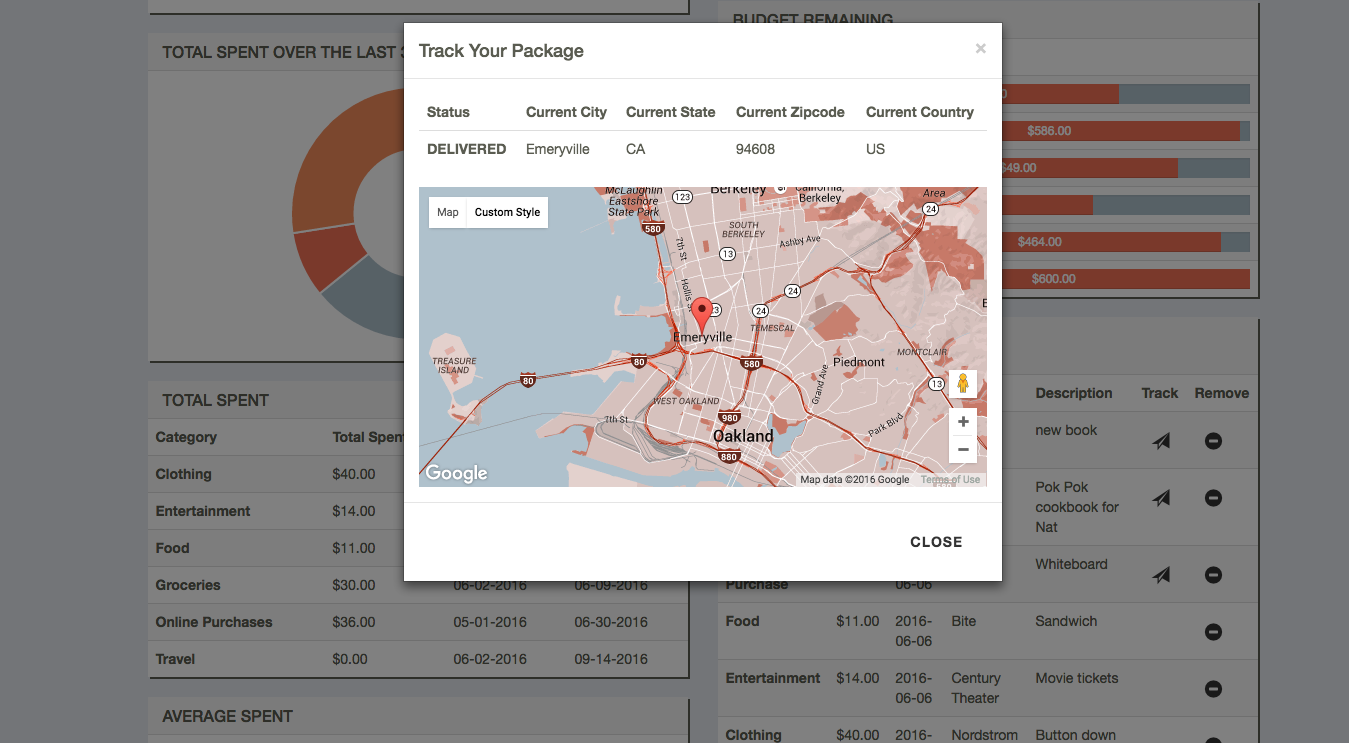 BUDGET REMAINING
TOTAL SPENT OVER THE LAST
Track Your Package
×
Status Current City Current State Current Zipcode Current Country
DELIVERED Emeryville CA 94608 US
$586.00
$49.00
$464.00
$600.00
Map Custom Style
McLaughlin
Eastshore
State Park
123
Berkeley
California,
Berkeley
Area
24
580
SOUTH
BERKELEY
Ashby Ave
7th St
13
Hollis St
24
24
Emeryville
TEMESCAL
TREASURE
ISLAND
80
80
580
MONTCLAIR
Piedmont
Grand Ave
13
WEST OAKLAND
7th St
980
Park Blvd
Oakland
880
Google
Map data ©2016 Google Terms of Use
+
−
CLOSE
TOTAL SPENT
Category Total Spent
Clothing $40.00
Entertainment $14.00
Food $11.00
Groceries $30.00 06-02-2016 06-09-2016
Online Purchases $36.00 05-01-2016 06-30-2016
Travel $0.00 06-02-2016 09-14-2016
AVERAGE SPENT
Description Track Remove
new book
Pok Pok
cookbook for
Nat
Whiteboard
Purchase 06-06
Food $11.00 2016- Bite Sandwich
06-06
Entertainment $14.00 2016- Century Movie tickets
06-06 Theater
Clothing $40.00 2016- Nordstrom Button down